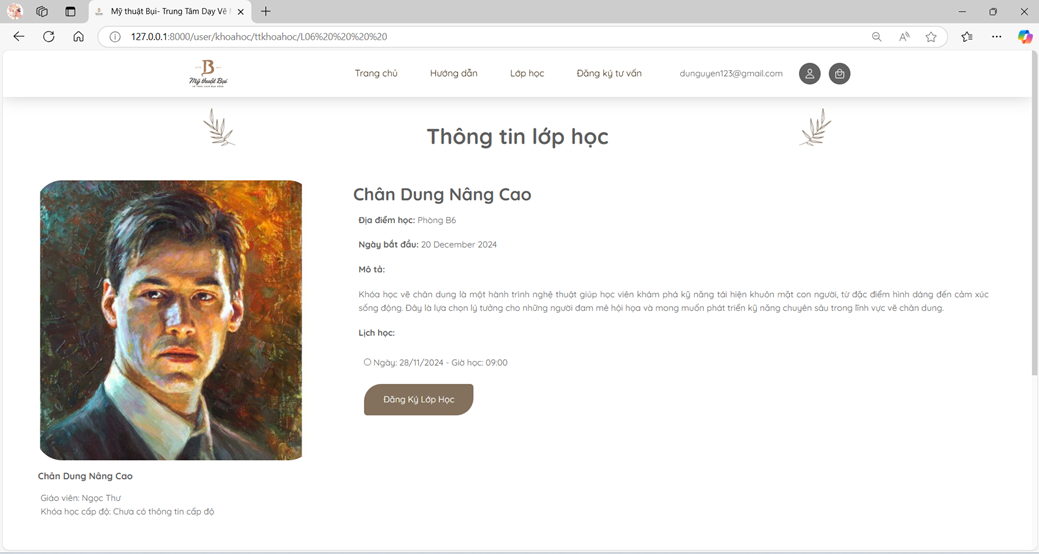 Mỹ thuật Bụi- Trung Tâm Dạy Vẽ
127.0.0.1:8000/user/khoahoc/ttkhoahoc/L06%20%20%20%20
B
Mỹ thuật Bụi
Trang chủ
Hướng dẫn
Lớp học
Đăng ký tư vấn
dunguyen123@gmail.com
Thông tin lớp học
Chân Dung Nâng Cao
Địa điểm học: Phòng B6
Ngày bắt đầu: 20 December 2024
Mô tả:
Khóa học vẽ chân dung là một hành trình nghệ thuật giúp học viên khám phá kỹ năng tái hiện khuôn mặt con người, từ đặc điểm hình dáng đến cảm xúc
sống động. Đây là lựa chọn lý tưởng cho những người đam mê hội họa và mong muốn phát triển kỹ năng chuyên sâu trong lĩnh vực vẽ chân dung.
Lịch học:
Ngày: 28/11/2024 - Giờ học: 09:00
Đăng Ký Lớp Học
Chân Dung Nâng Cao
Giáo viên: Ngọc Thư
Khóa học cấp độ: Chưa có thông tin cấp độ